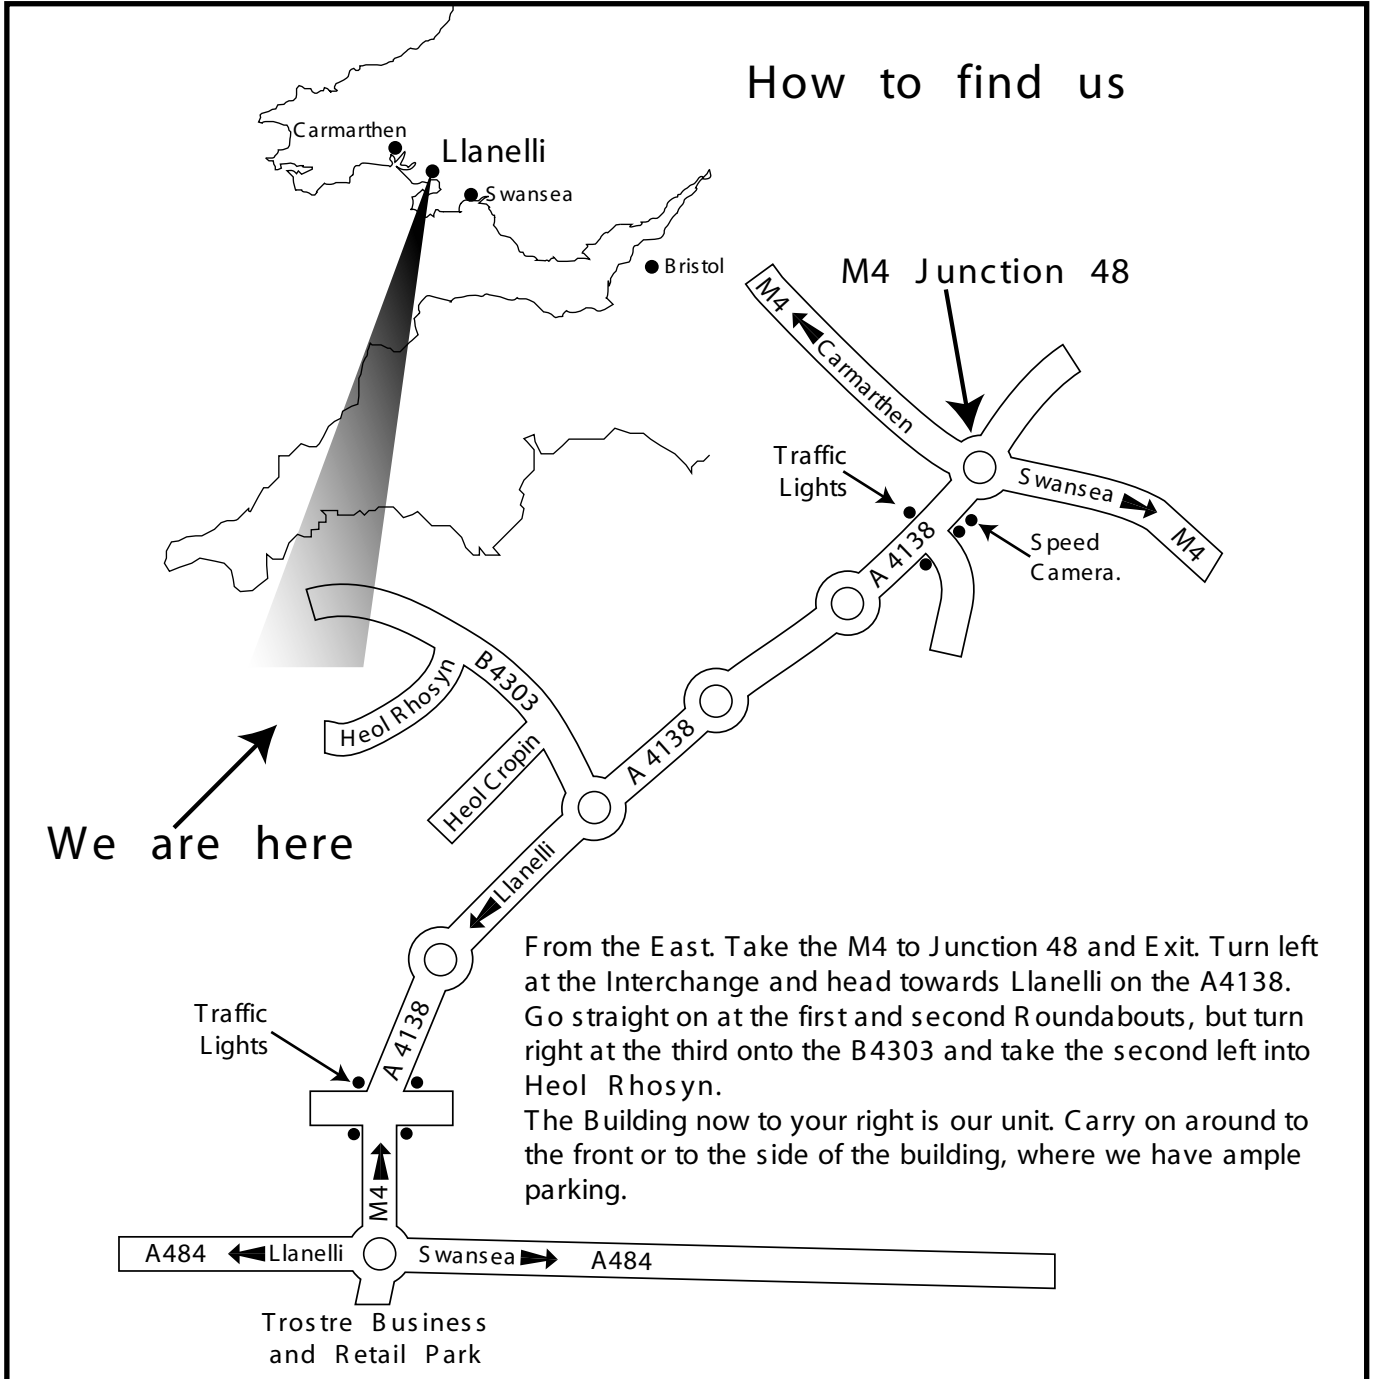 How to find us
Carmarthen
Llanelli
Swansea
Bristol
M4 Junction 48
M4
Carmarthen
Traffic
Lights
Swansea
M4
A 4138
Speed
Camera.
B4303
Heol Rhosyn
A 4138
Heol Cropin
We are here
Llanelli
From the East. Take the M4 to Junction 48 and Exit. Turn left
at the Interchange and head towards Llanelli on the A4138.
Go straight on at the first and second Roundabouts, but turn
right at the third onto the B4303 and take the second left into
Heol Rhosyn.
The Building now to your right is our unit. Carry on around to
the front or to the side of the building, where we have ample
parking.
Traffic
Lights
A 4138
M4
A484
Llanelli
Swansea
A484
Trostre Business
and Retail Park